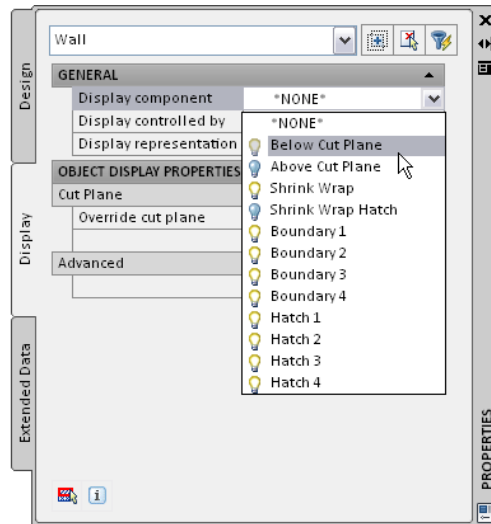 Wall
Design
GENERAL
Display component *NONE*
Display controlled by
Display representation
*NONE*
Below Cut Plane
Above Cut Plane
Shrink Wrap
Shrink Wrap Hatch
Boundary 1
Boundary 2
Boundary 3
Boundary 4
Hatch 1
Hatch 2
Hatch 3
Hatch 4
OBJECT DISPLAY PROPERTIES
Cut Plane
Override cut plane
Advanced
Display
Extended Data
PROPERTIES